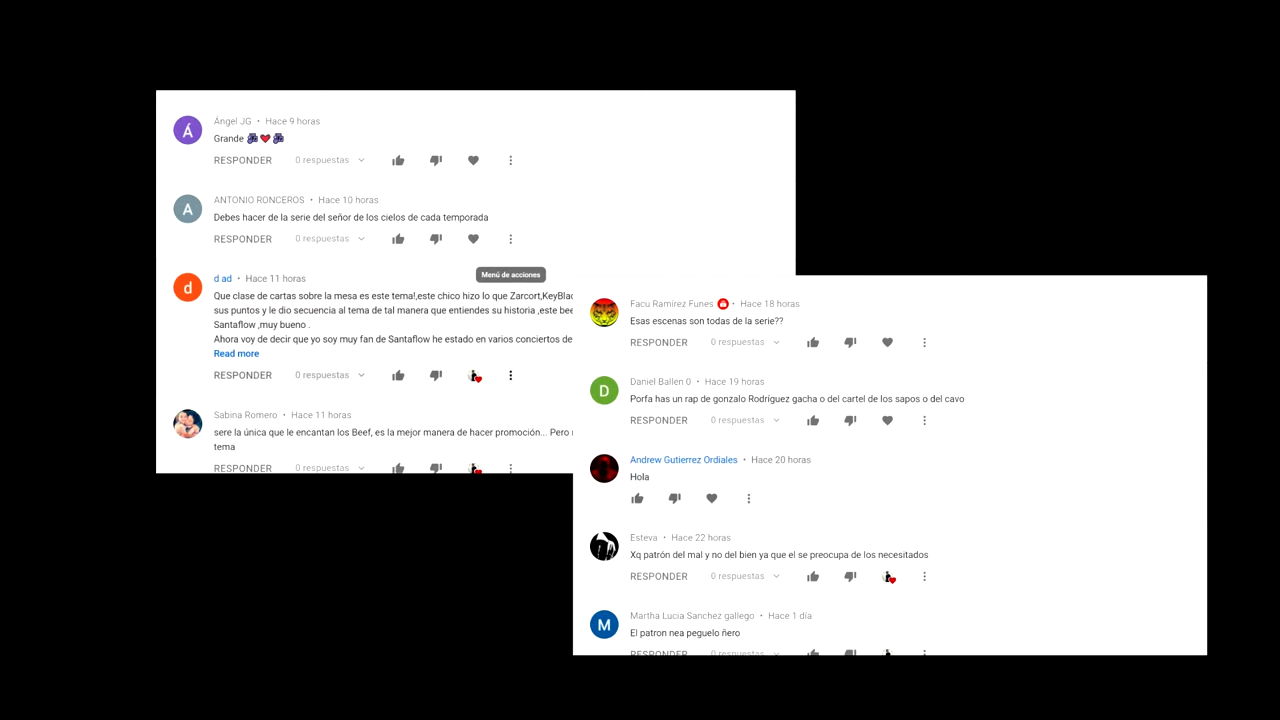 Á
Ángel JG • Hace 9 horas
Grande
RESPONDER 0 respuestas
A
ANTONIO RONCEROS • Hace 10 horas
Debes hacer de la serie del señor de los cielos de cada temporada
RESPONDER 0 respuestas
Menú de acciones
d
d ad • Hace 11 horas
Que clase de cartas sobre la mesa es este tema!,este chico hizo lo que Zarcort,KeyBlac
sus puntos y le dio secuencia al tema de tal manera que entiendes su historia ,este bee
Santaflow ,muy bueno .
Ahora voy de decir que yo soy muy fan de Santaflow he estado en varios conciertos de
Read more
RESPONDER 0 respuestas
Sabina Romero • Hace 11 horas
sere la única que le encantan los Beef, es la mejor manera de hacer promoción... Pero
tema
RESPONDER 0 respuestas
Facu Ramirez Funes • Hace 18 horas
Esas escenas son todas de la serie??
RESPONDER 0 respuestas
D
Daniel Ballen 0 • Hace 19 horas
Porfa has un rap de gonzalo Rodríguez gacha o del cartel de los sapos o del cavo
RESPONDER 0 respuestas
Andrew Gutierrez Ordiales • Hace 20 horas
Hola
Esteva • Hace 22 horas
Xq patrón del mal y no del bien ya que el se preocupa de los necesitados
RESPONDER 0 respuestas
M
Martha Lucia Sanchez gallego • Hace 1 día
El patron nea peguelo ñero
RESPONDER 0 respuestas